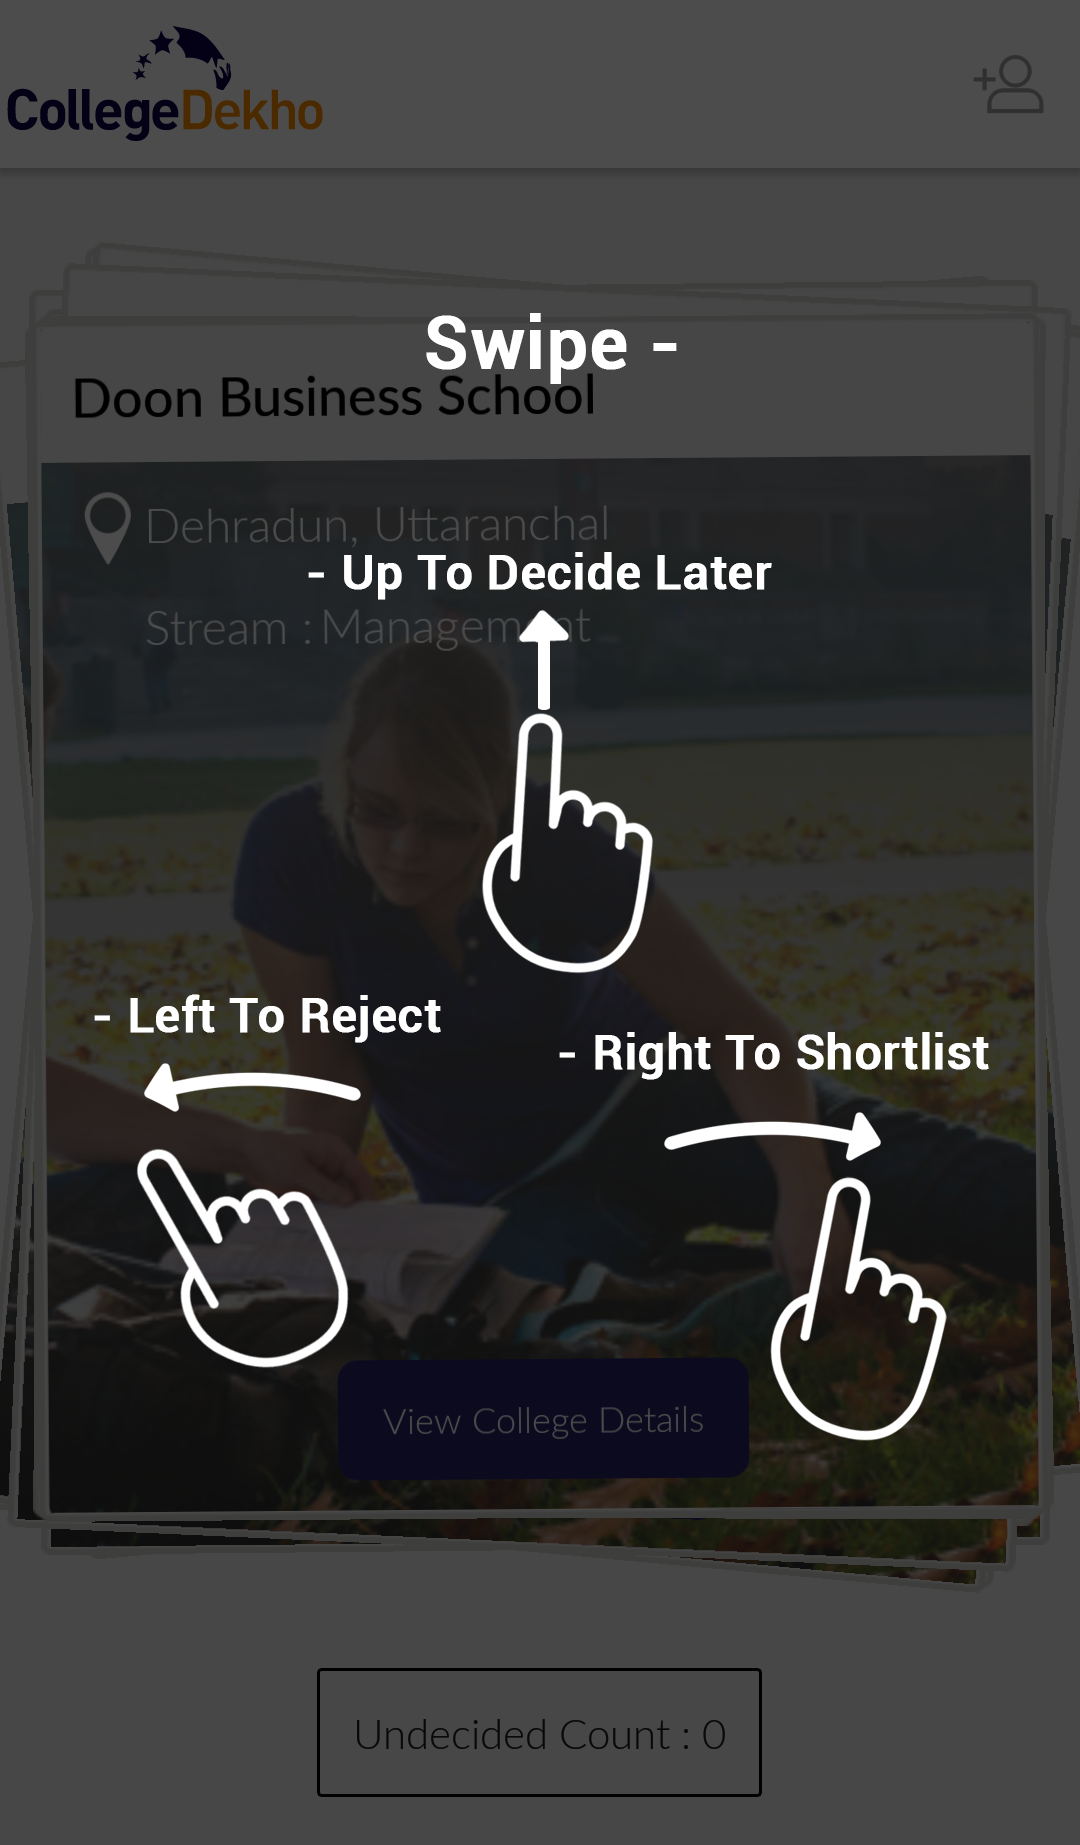 CollegeDekho
Swipe -
Doon Business School
Dehradun, Uttaranchal
- Up To Decide Later
Stream : Management
- Left To Reject
- Right To Shortlist
View College Details
Undecided Count : 0